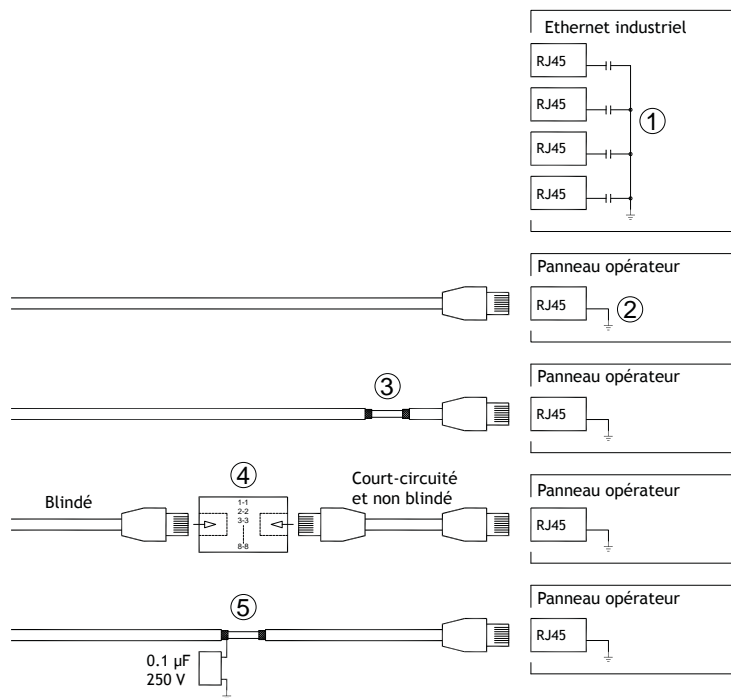 Ethernet industriel
RJ45
RJ45
①
RJ45
RJ45
Panneau opérateur
RJ45
②
Panneau opérateur
③
RJ45
Panneau opérateur
④
Court-circuité
et non blindé
Blindé
1-1
2-2
3-3
8-8
RJ45
Panneau opérateur
⑤
RJ45
0.1 µF
250 V